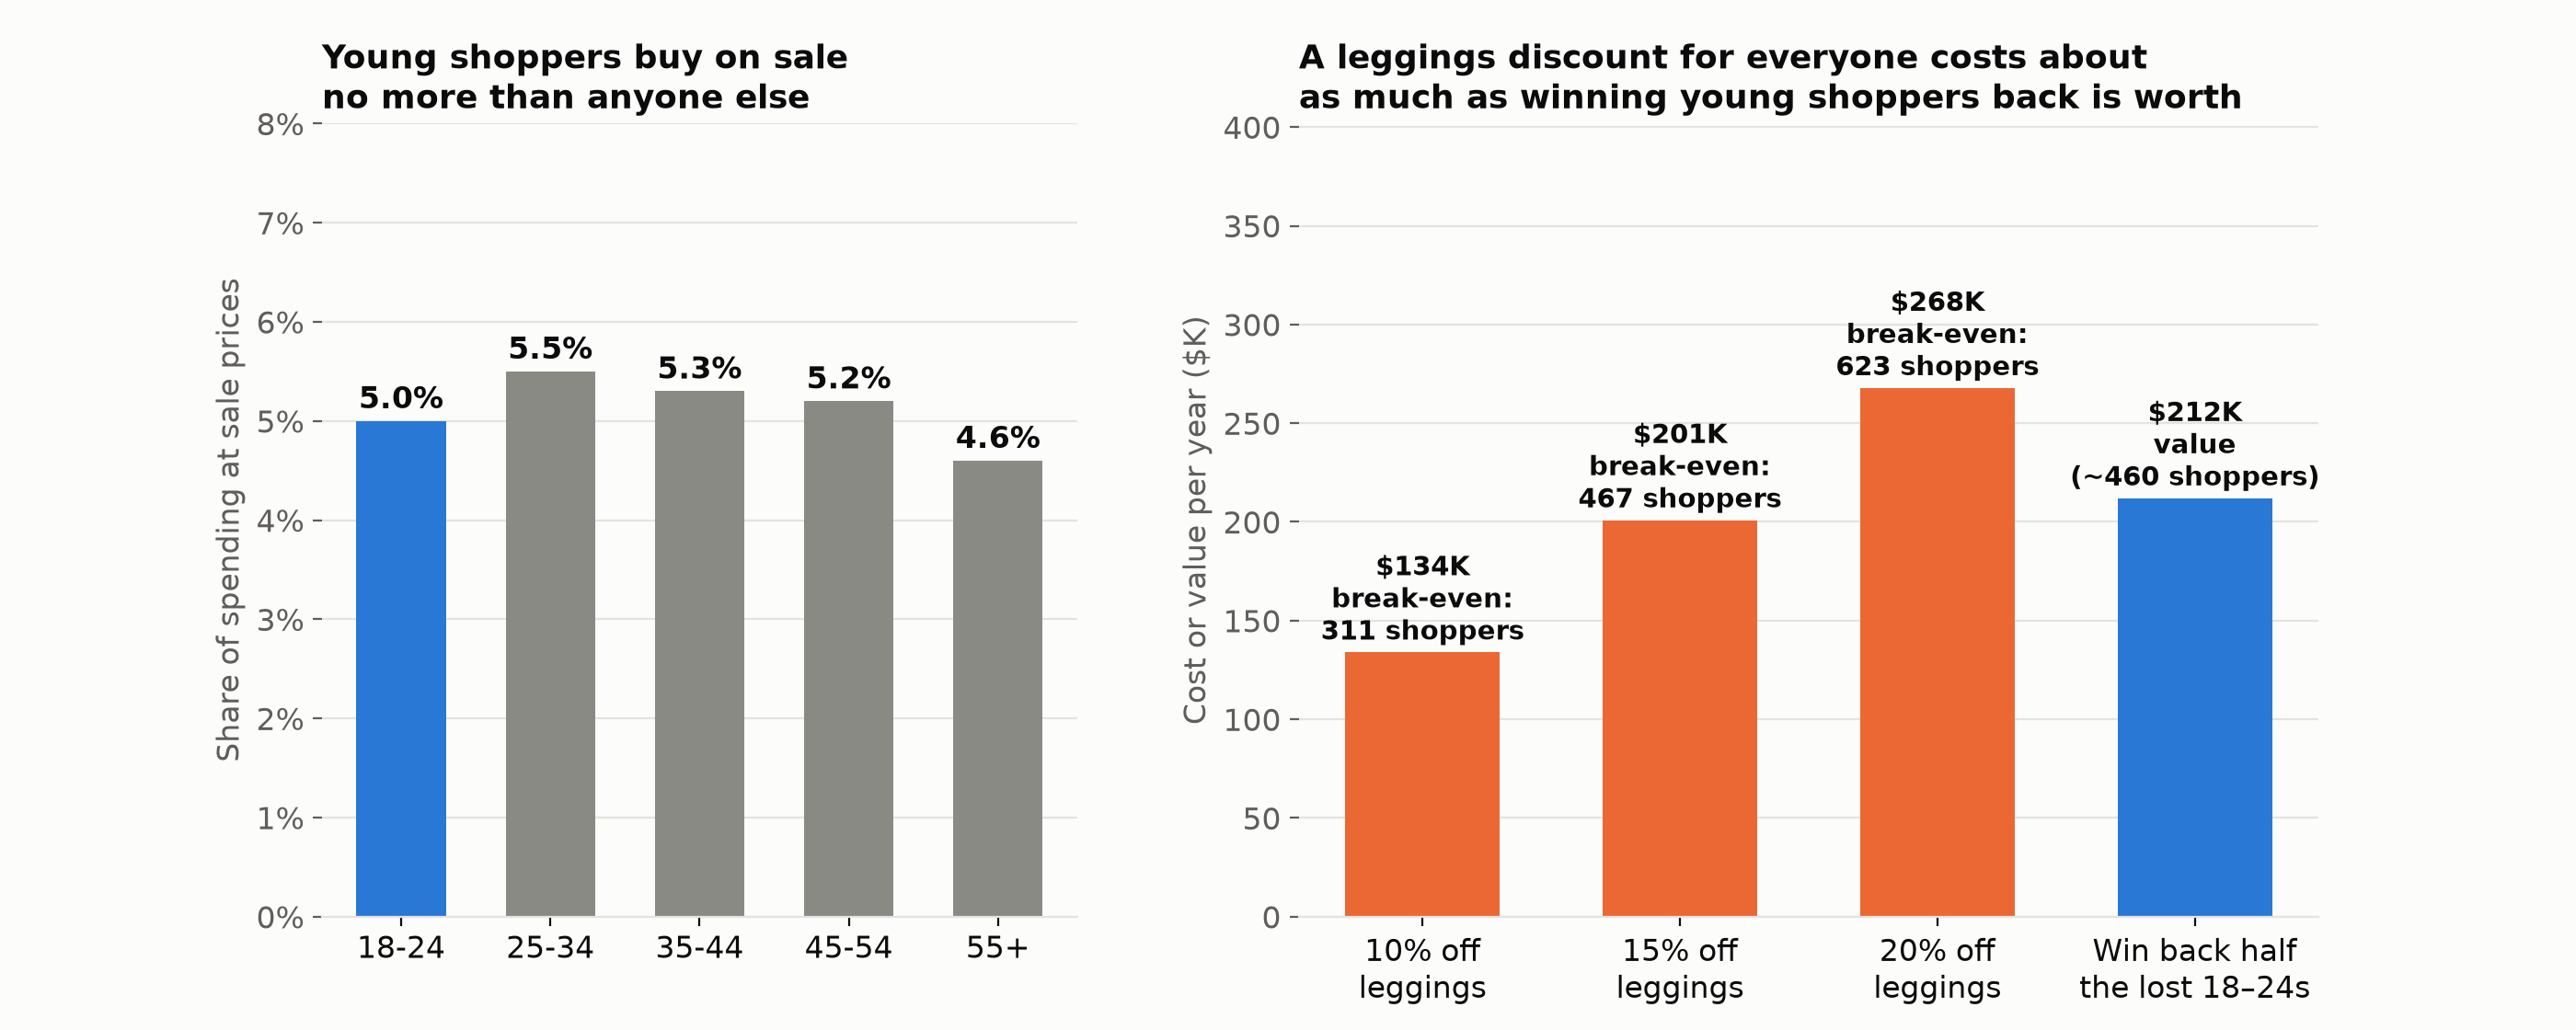 Young shoppers buy on sale
no more than anyone else
8%
7%
6%
5%
4%
3%
2%
1%
0%
Share of spending at sale prices
5.0%
5.5%
5.3%
5.2%
4.6%
18-24
25-34
35-44
45-54
55+
A leggings discount for everyone costs about
as much as winning young shoppers back is worth
400
350
300
250
200
150
100
50
0
Cost or value per year ($K)
$134K
break-even:
311 shoppers
$201K
break-even:
467 shoppers
$268K
break-even:
623 shoppers
$212K
value
(~460 shoppers)
10% off
leggings
15% off
leggings
20% off
leggings
Win back half
the lost 18–24s